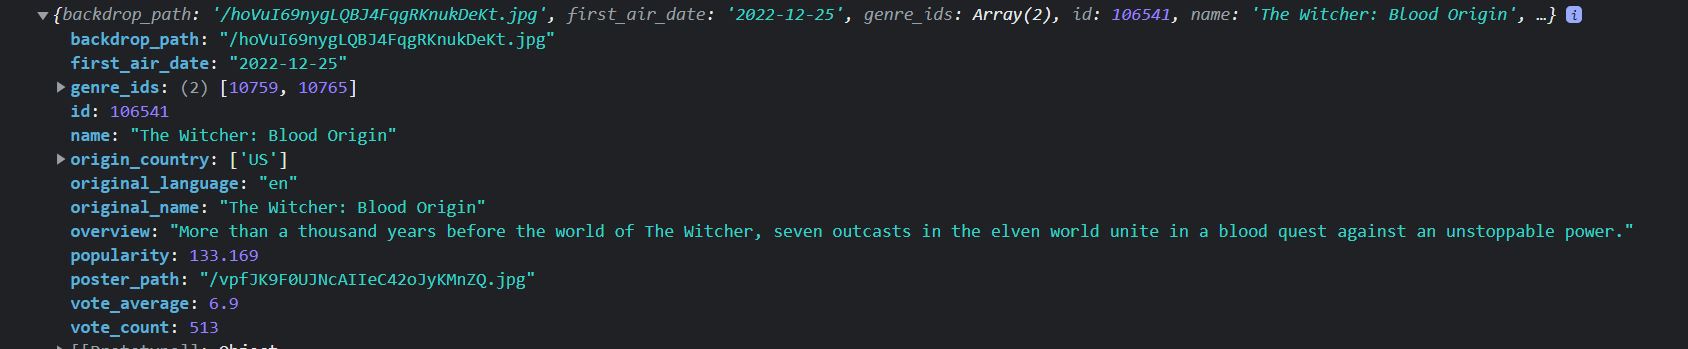 {backdrop_path: '/hoVuI69nygLQBJ4FqgRKnukDeKt.jpg', first_air_date: '2022-12-25', genre_ids: Array(2), id: 106541, name: 'The Witcher: Blood Origin', …} i
backdrop_path: "/hoVuI69nygLQBJ4FqgRKnukDeKt.jpg"
first_air_date: "2022-12-25"
genre_ids: (2) [10759, 10765]
id: 106541
name: "The Witcher: Blood Origin"
origin_country: ['US']
original_language: "en"
original_name: "The Witcher: Blood Origin"
overview: "More than a thousand years before the world of The Witcher, seven outcasts in the elven world unite in a blood quest against an unstoppable power."
popularity: 133.169
poster_path: "/vpfJK9F0UJNcAIIeC42oJyKMnZQ.jpg"
vote_average: 6.9
vote_count: 513
[[Prototype]]: Object